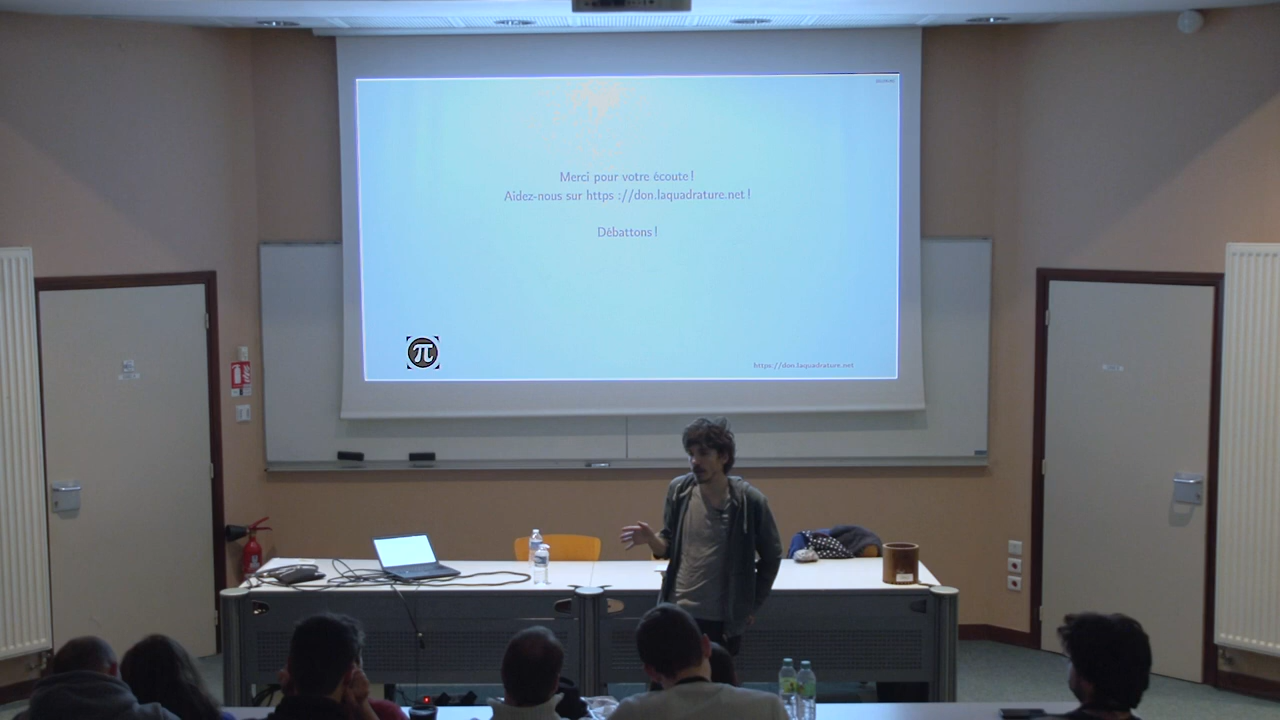 Merci pour votre écoute !
Aidez-nous sur https ://don.laquadrature.net !
Débattons !
π
https://don.laquadrature.net